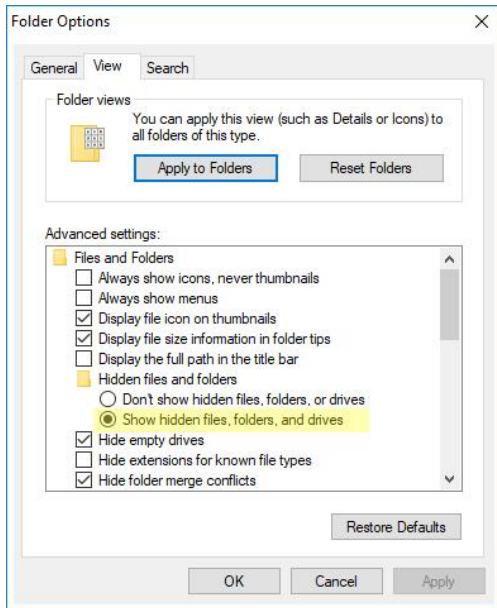 Folder Options
General View Search
Folder views
You can apply this view (such as Details or Icons) to
all folders of this type.
Apply to Folders Reset Folders
Advanced settings:
Files and Folders
Always show icons, never thumbnails
Always show menus
Display file icon on thumbnails
Display file size information in folder tips
Display the full path in the title bar
Hidden files and folders
Don't show hidden files, folders, or drives
Show hidden files, folders, and drives
Hide empty drives
Hide extensions for known file types
Hide folder merge conflicts
Restore Defaults
OK Cancel Apply